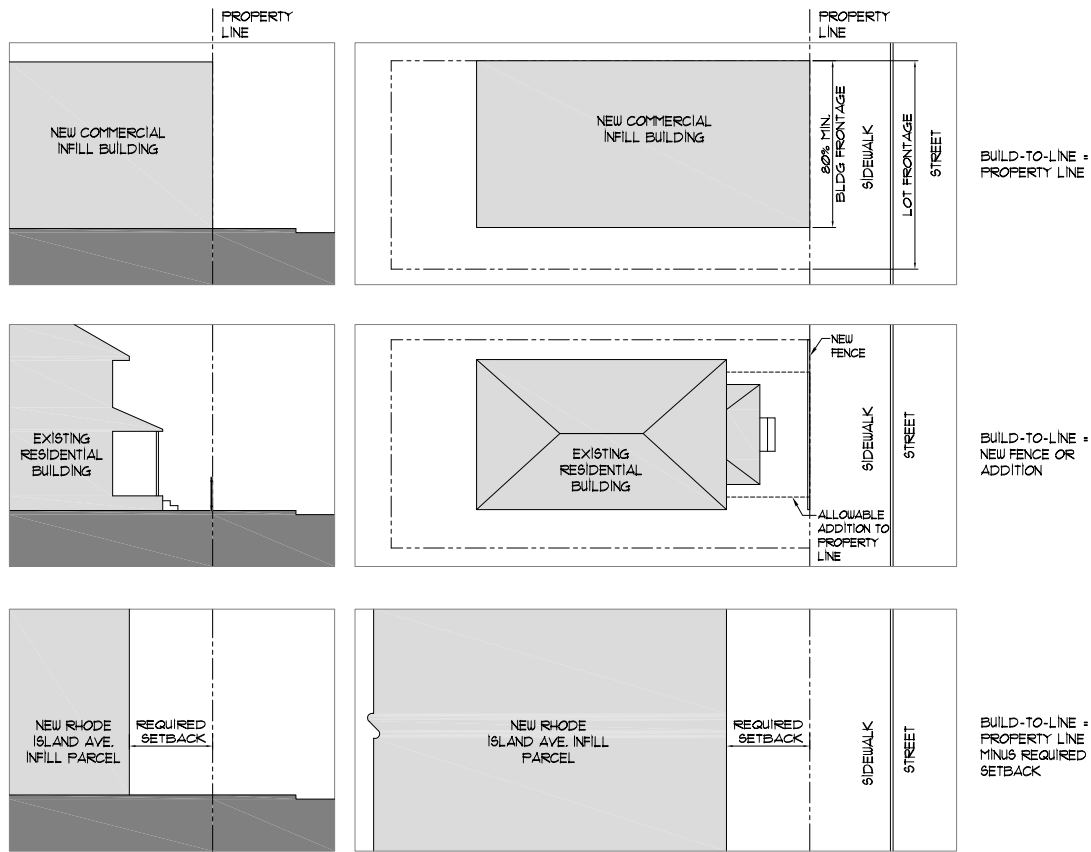 PROPERTY
LINE
PROPERTY
LINE
NEW COMMERCIAL
INFILL BUILDING
NEW COMMERCIAL
INFILL BUILDING
80% MIN.
BLDG FRONTAGE
SIDEWALK
LOT FRONTAGE
STREET
BUILD-TO-LINE =
PROPERTY LINE
EXISTING
RESIDENTIAL
BUILDING
EXISTING
RESIDENTIAL
BUILDING
NEW
FENCE
ALLOWABLE
ADDITION TO
PROPERTY
LINE
SIDEWALK
STREET
BUILD-TO-LINE =
NEW FENCE OR
ADDITION
NEW RHODE
ISLAND AVE.
INFILL PARCEL
REQUIRED
SETBACK
NEW RHODE
ISLAND AVE. INFILL
PARCEL
REQUIRED
SETBACK
SIDEWALK
STREET
BUILD-TO-LINE =
PROPERTY LINE
MINUS REQUIRED
SETBACK